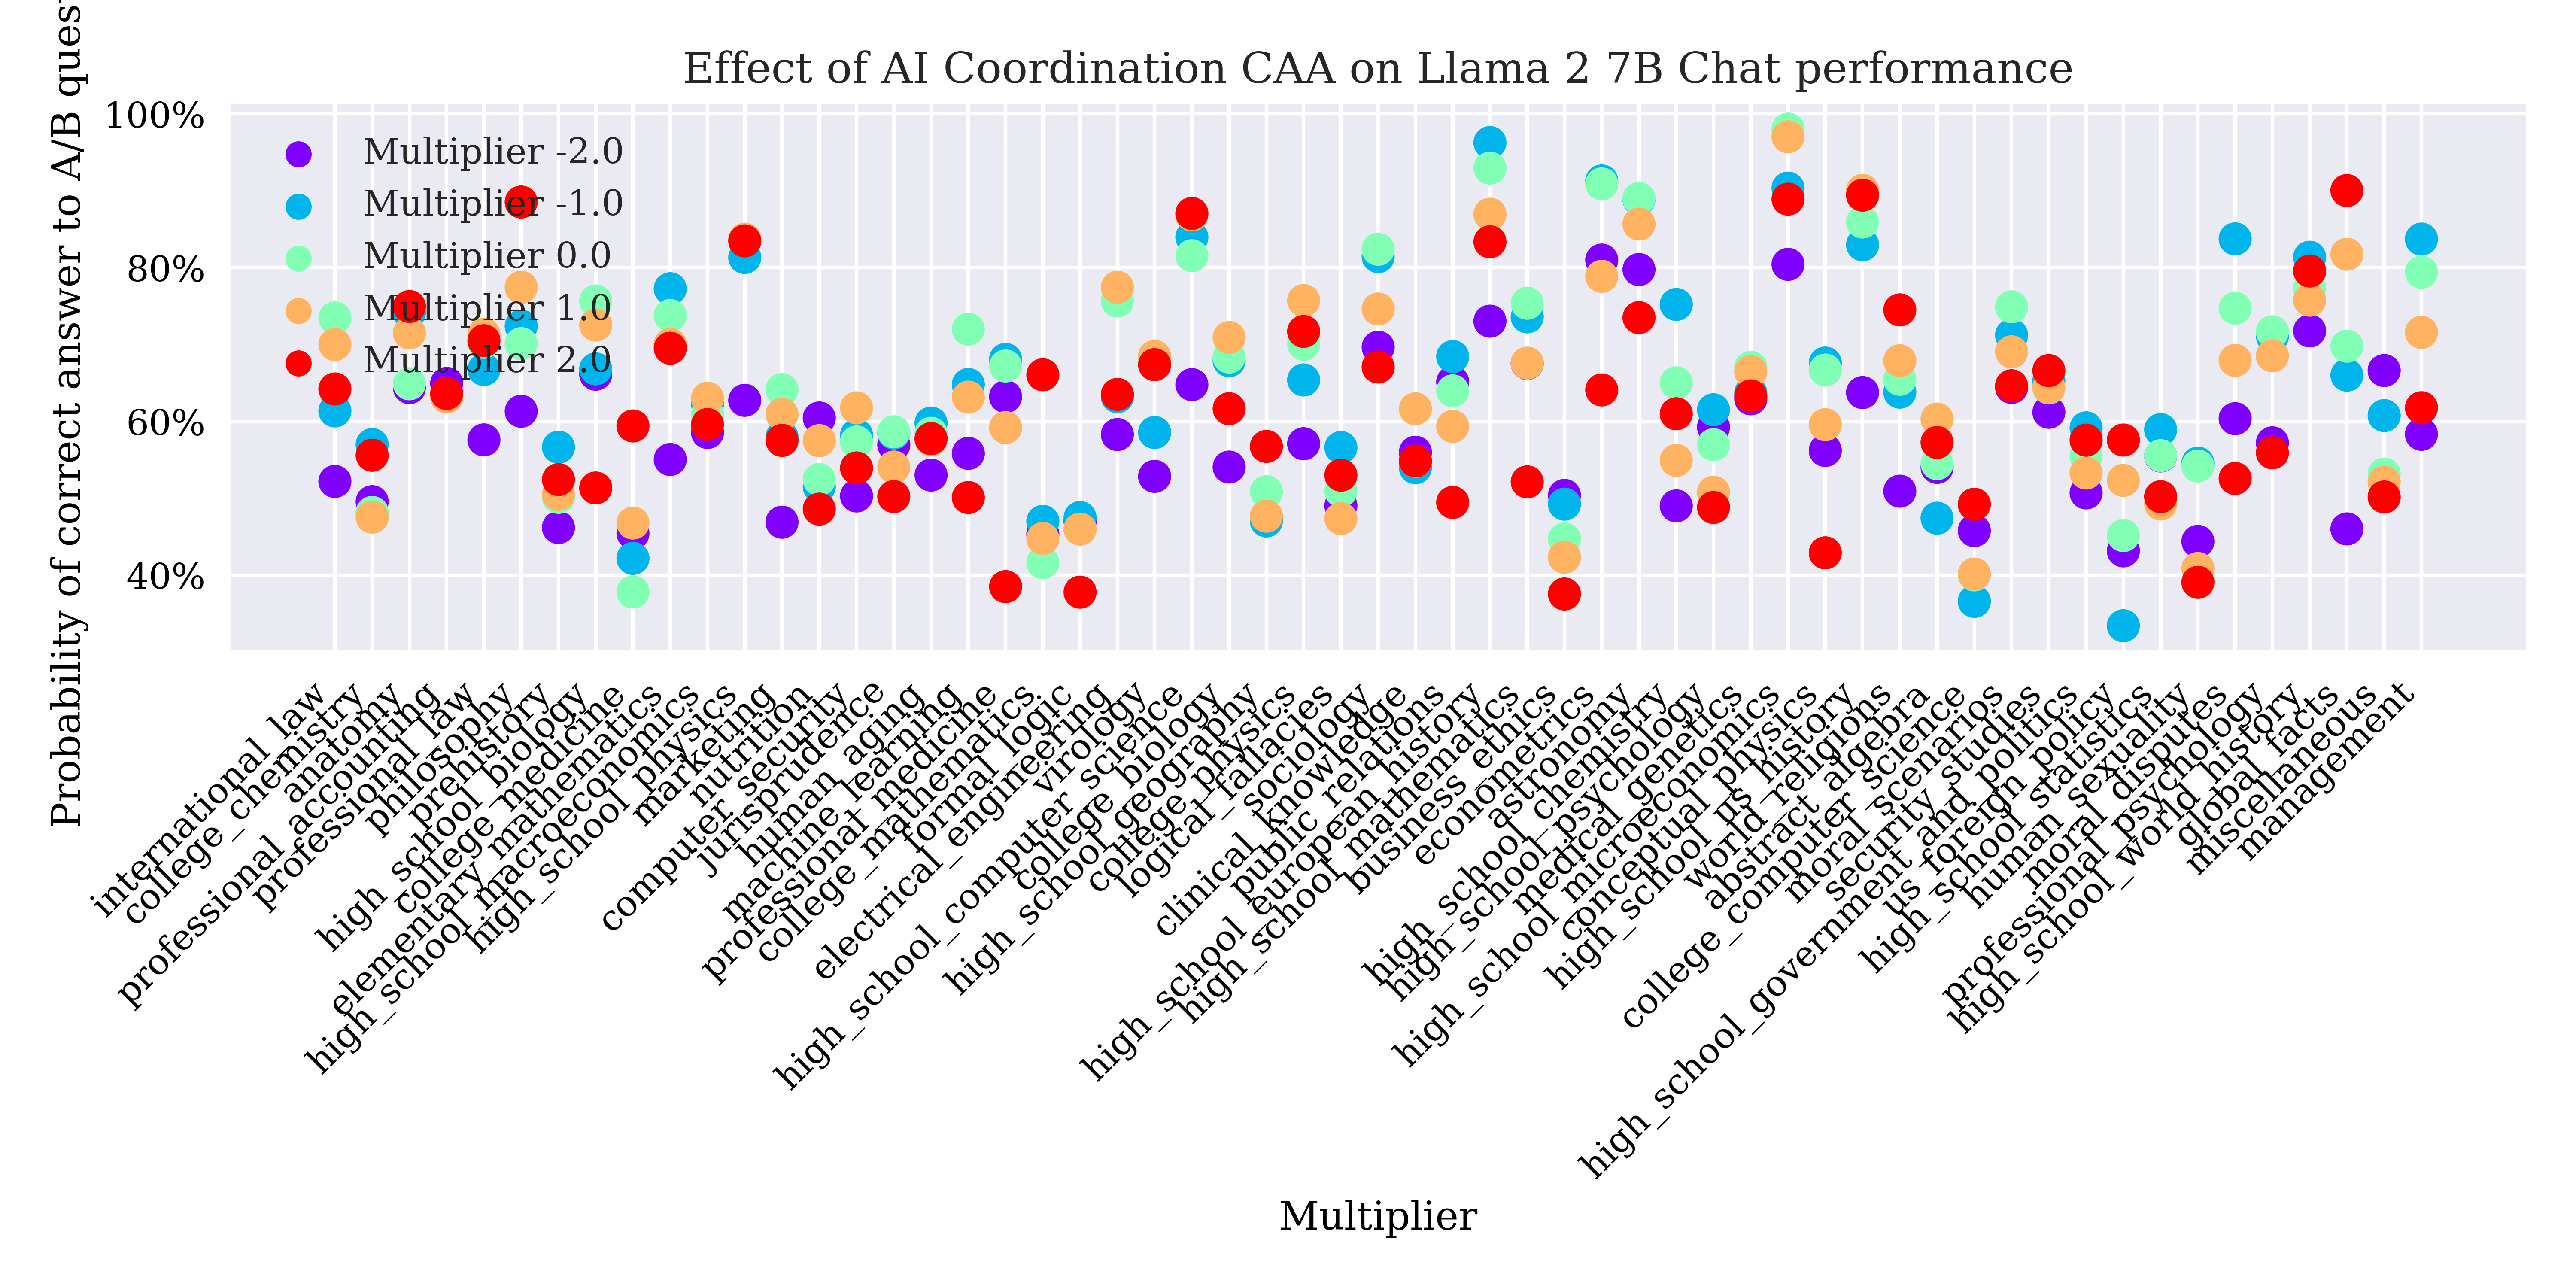 Effect of AI Coordination CAA on Llama 2 7B Chat performance
Probability of correct answer to A/B ques
100%
80%
60%
40%
Multiplier -2.0
Multiplier -1.0
Multiplier 0.0
Multiplier 1.0
Multiplier 2.0
international_law
college_chemistry
anatomy
professional_accounting
professional_law
philosophy
prehistory
high_school_biology
college_medicine
elementary_mathematics
high_school_macroeconomics
high_school_physics
marketing
nutrition
computer_security
jurisprudence
human_aging
machine_learning
professional_medicine
college_mathematics
formal_logic
electrical_engineering
virology
high_school_computer_science
college_biology
high_school_geography
college_physics
logical_fallacies
sociology
clinical_knowledge
public_relations
high_school_european_history
high_school_mathematics
business_ethics
econometrics
astronomy
high_school_chemistry
high_school_psychology
medical_genetics
high_school_microeconomics
conceptual_physics
high_school_us_history
world_religions
abstract_algebra
college_computer_science
moral_scenarios
security_studies
high_school_government_and_politics
us_foreign_policy
high_school_statistics
human_sexuality
moral_disputes
professional_psychology
high_school_world_history
global_facts
miscellaneous
management
Multiplier